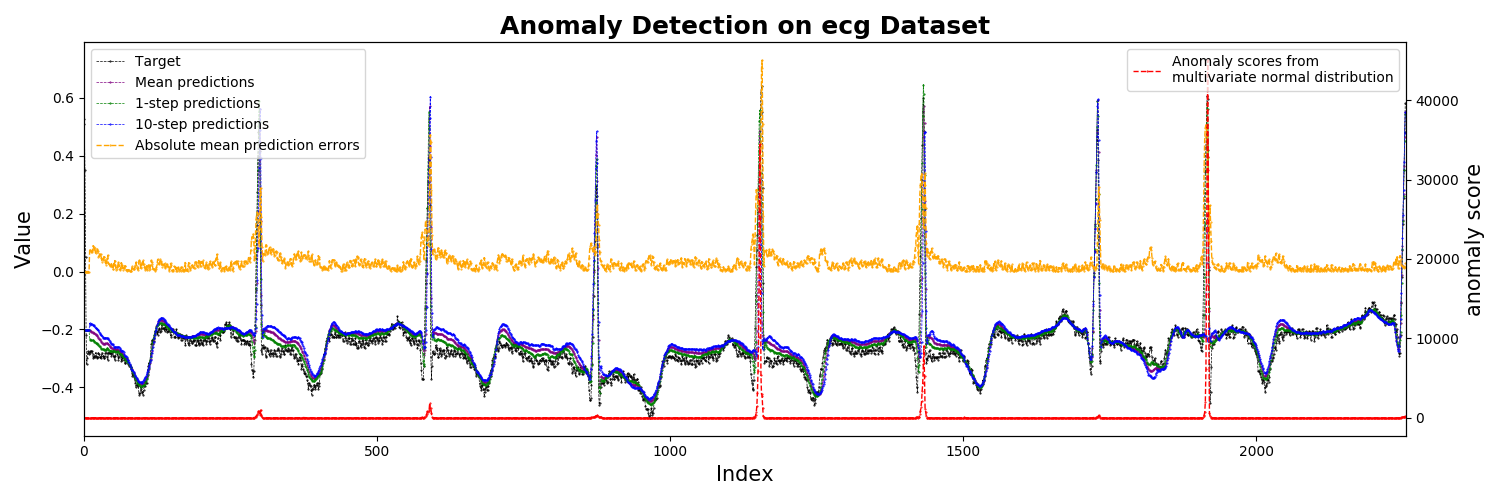 Anomaly Detection on ecg Dataset
Target
Mean predictions
1-step predictions
10-step predictions
Absolute mean prediction errors
Anomaly scores from
multivariate normal distribution
Value
0.6
0.4
0.2
0.0
−0.2
−0.4
40000
30000
20000
10000
0
anomaly score
0
500
1000
1500
2000
Index